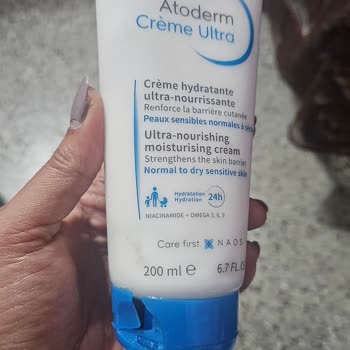 Atoderm
Crème Ultra
Crème hydratante
ultra-nourrissante
Renforce la barrière cutanée
Peaux sensibles normales à
Ultra-nourishing
moisturising cream
Strengthens the skin barrier
Normal to dry sensitive skin
Hydratation
Hydration
24h
NIACINAMIDE + OMEGA 3, 6, 9
Care first NAOS
200 ml e 6.7 FL.